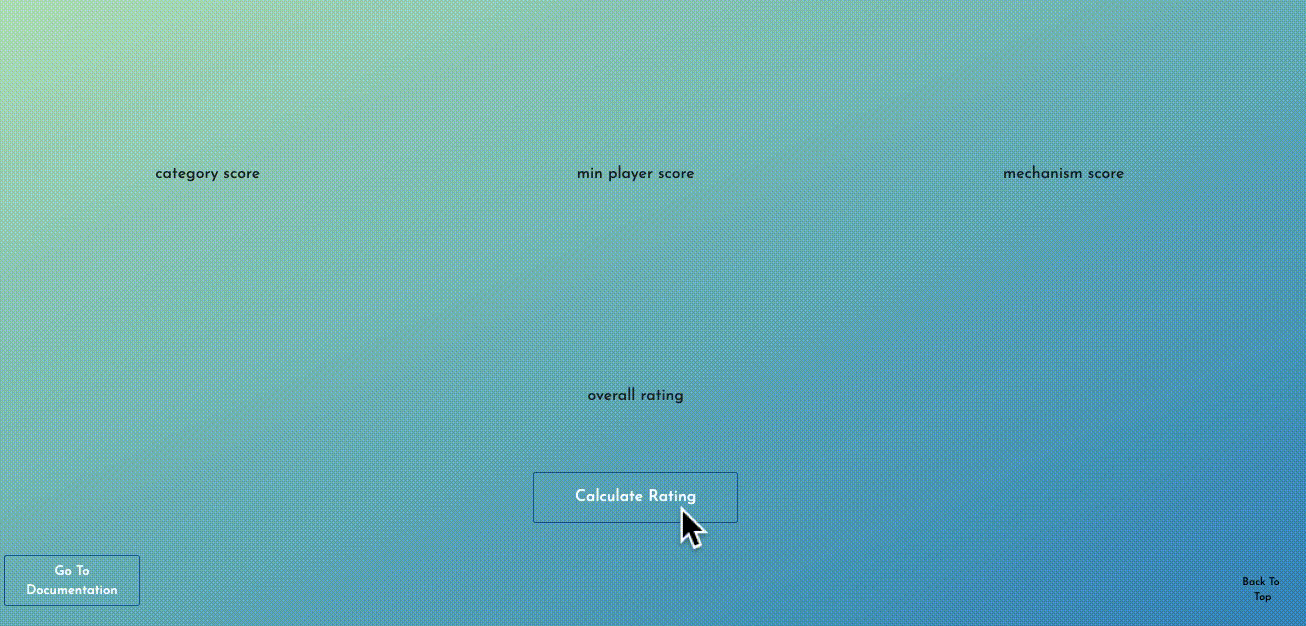 category score
min player score
mechanism score
overall rating
Calculate Rating
Go To
Documentation
Back To
Top